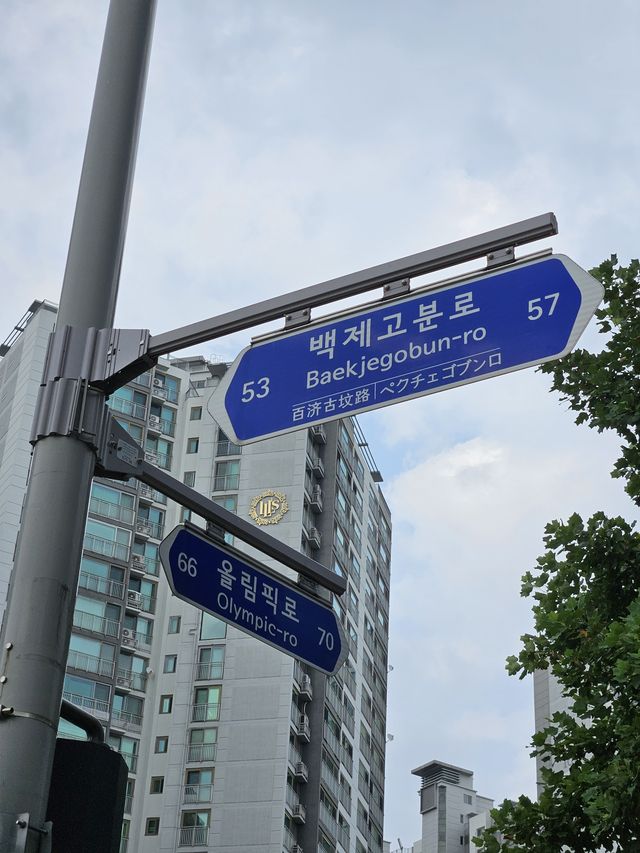 백제고분로
53 Baekjegobun-ro 57
百济古坟路 | ペクチェゴブンロ
66 올림픽로 70
Olympic-ro